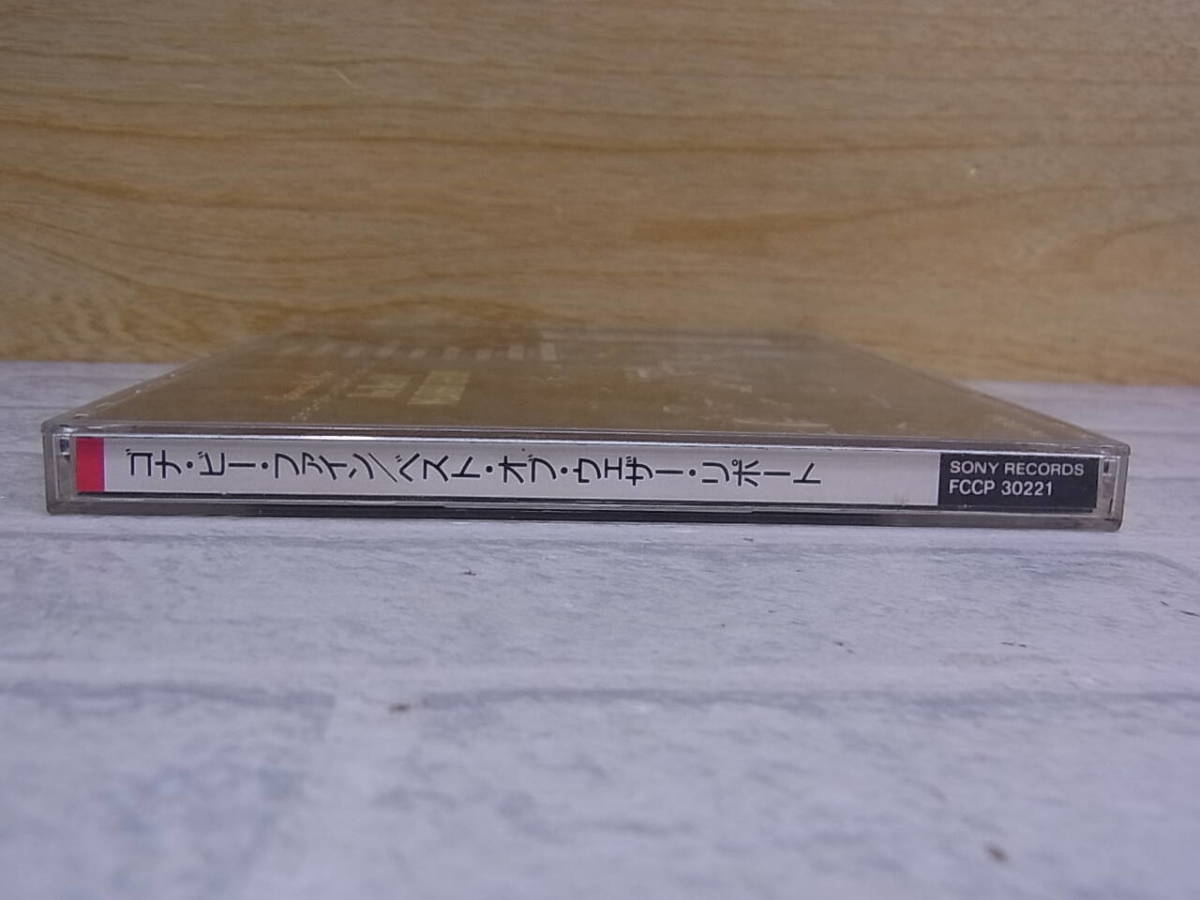 ゴナ・ビー・ファイン/ベスト・オブ・ウェザー・リポート
SONY RECORDS
FCCP 30221